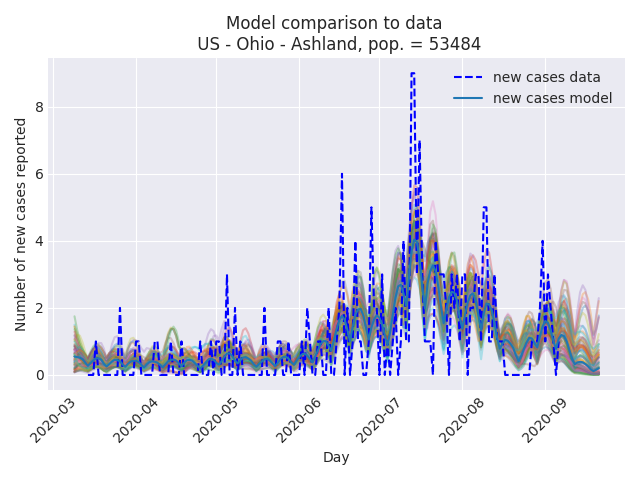 Model comparison to data
US - Ohio - Ashland, pop. = 53484
new cases data
new cases model
Number of new cases reported
8
6
4
2
0
2020-03
2020-04
2020-05
2020-06
2020-07
2020-08
2020-09
Day